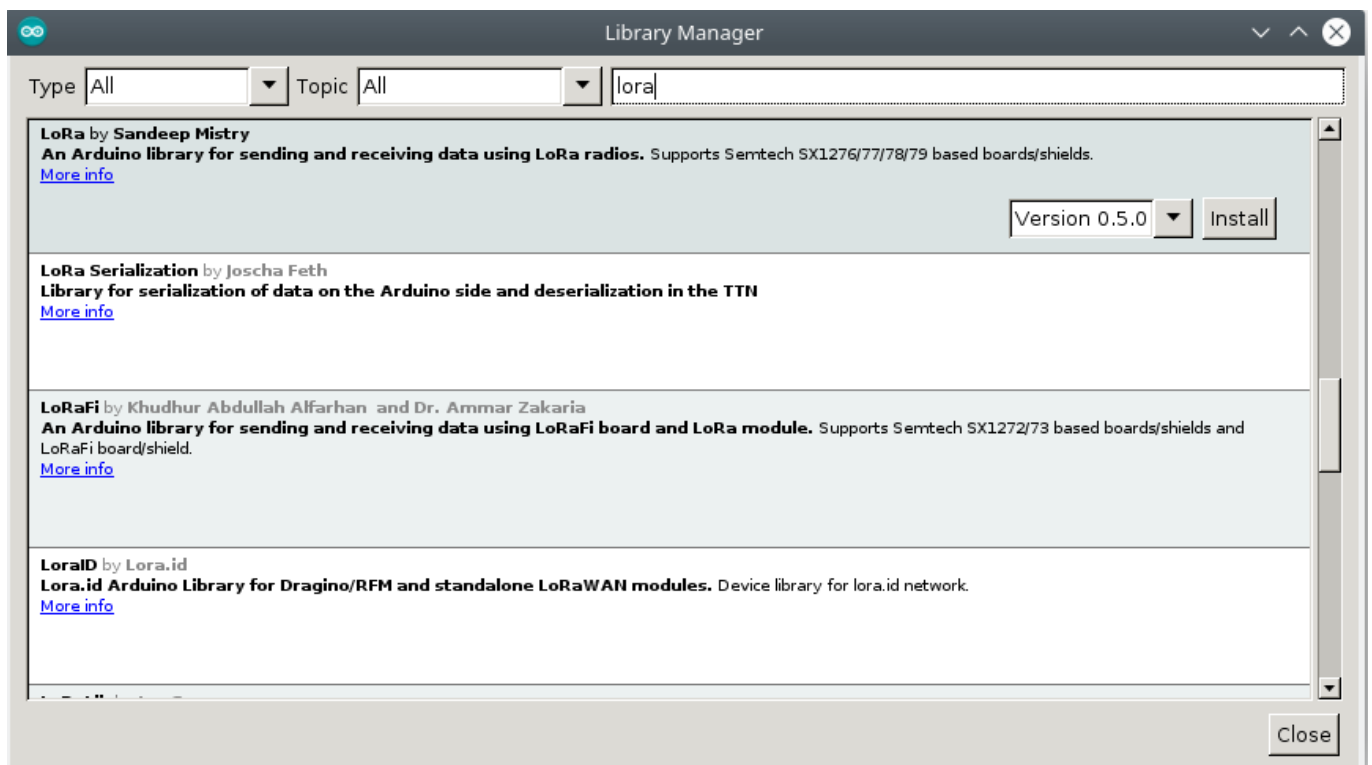 Library Manager
Type All Topic All lora
LoRa by Sandeep Mistry
An Arduino library for sending and receiving data using LoRa radios. Supports Semtech SX1276/77/78/79 based boards/shields.
More info
Version 0.5.0 Install
LoRa Serialization by Joscha Feth
Library for serialization of data on the Arduino side and deserialization in the TTN
More info
LoRaFi by Khudhur Abdullah Alfarhan and Dr. Ammar Zakaria
An Arduino library for sending and receiving data using LoRaFi board and LoRa module. Supports Semtech SX1272/73 based boards/shields and
LoRaFi board/shield.
More info
LoraID by Lora.id
Lora.id Arduino Library for Dragino/RFM and standalone LoRaWAN modules. Device library for lora.id network.
More info
Close